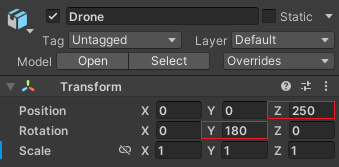 Drone Static
Tag Untagged Layer Default
Model Open Select Overrides
Transform
Position X 0 Y 0 Z 250
Rotation X 0 Y 180 Z 0
Scale X 1 Y 1 Z 1